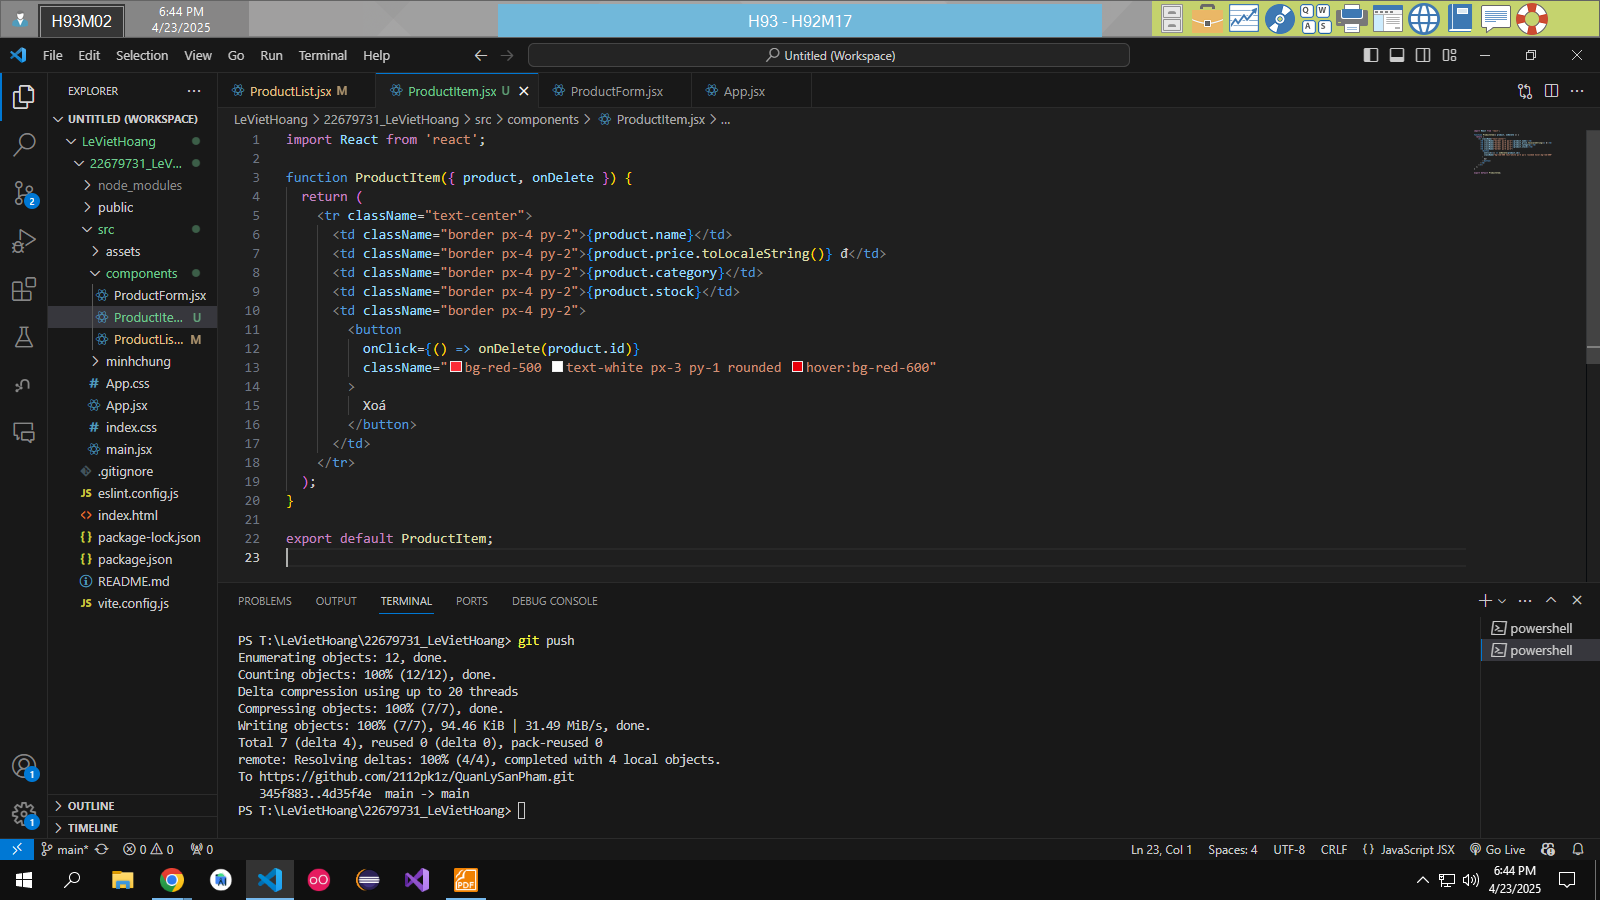 H93M02
6:44 PM
4/23/2025
H93 - H92M17
Q W
A S
File Edit Selection View Go Run Terminal Help
Untitled (Workspace)
EXPLORER
ProductList.jsx M
ProductItem.jsx U
ProductForm.jsx
App.jsx
UNTITLED (WORKSPACE)
LeVietHoang
22679731_LeV...
node_modules
public
src
assets
components
ProductForm.jsx
ProductIte... U
ProductLis... M
minhchung
# App.css
App.jsx
# index.css
main.jsx
.gitignore
JS eslint.config.js
<> index.html
{} package-lock.json
{} package.json
README.md
JS vite.config.js
OUTLINE
TIMELINE
2
1
1
LeVietHoang > 22679731_LeVietHoang > src > components > ProductItem.jsx > ...
1 import React from 'react';
2
3 function ProductItem({ product, onDelete }) {
4 return (
5 <tr className="text-center">
6 <td className="border px-4 py-2">{product.name}</td>
7 <td className="border px-4 py-2">{product.price.toLocaleString()} đ</td>
8 <td className="border px-4 py-2">{product.category}</td>
9 <td className="border px-4 py-2">{product.stock}</td>
10 <td className="border px-4 py-2">
11 <button
12 onClick={() => onDelete(product.id)}
13 className="bg-red-500 text-white px-3 py-1 rounded hover:bg-red-600"
14 >
15 Xoá
16 </button>
17 </td>
18 </tr>
19 );
20 }
21
22 export default ProductItem;
23
PROBLEMS OUTPUT TERMINAL PORTS DEBUG CONSOLE
PS T:\LeVietHoang\22679731_LeVietHoang> git push
Enumerating objects: 12, done.
Counting objects: 100% (12/12), done.
Delta compression using up to 20 threads
Compressing objects: 100% (7/7), done.
Writing objects: 100% (7/7), 94.46 KiB | 31.49 MiB/s, done.
Total 7 (delta 4), reused 0 (delta 0), pack-reused 0
remote: Resolving deltas: 100% (4/4), completed with 4 local objects.
To https://github.com/2112pk1z/QuanLySanPham.git
345f883..4d35f4e main -> main
PS T:\LeVietHoang\22679731_LeVietHoang>
powershell
powershell
main* 0 0 0
Ln 23, Col 1 Spaces: 4 UTF-8 CRLF {} JavaScript JSX Go Live
PDF
6:44 PM
4/23/2025